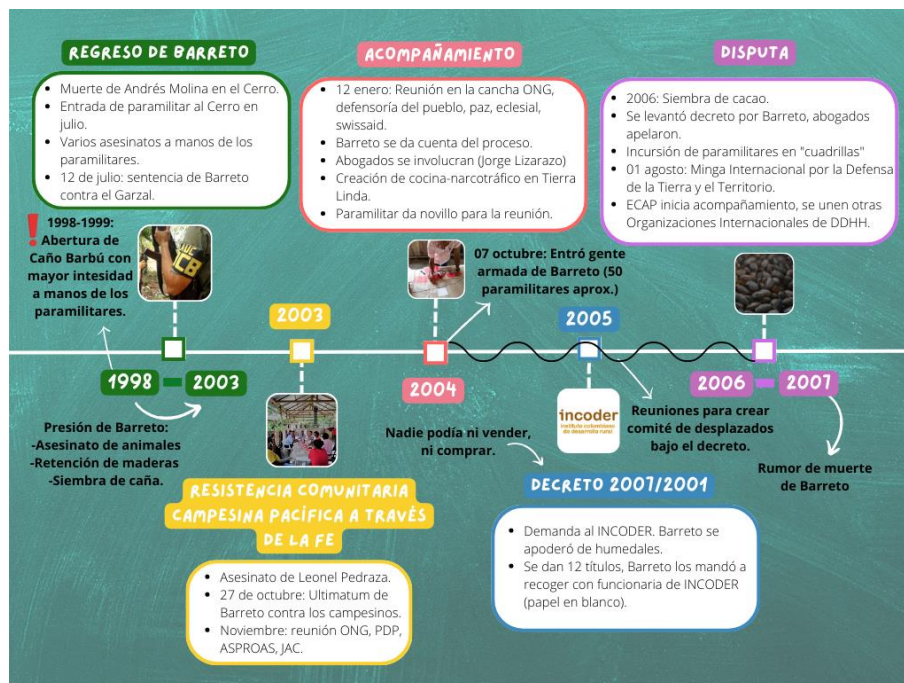 REGRESO DE BARRETO
Muerte de Andrés Molina en el Cerro.
Entrada de paramilitar al Cerro en
julio.
Varios asesinatos a manos de los
paramilitares.
12 de julio: sentencia de Barreto
contra el Garzal.
ACOMPAÑAMIENTO
12 enero: Reunión en la cancha ONG,
defensoría del pueblo, paz, eclesial,
swissaid.
Barreto se da cuenta del proceso.
Abogados se involucran (Jorge Lizarazo)
Creación de cocina-narcotráfico en Tierra
Linda.
Paramilitar da novillo para la reunión.
DISPUTA
2006: Siembra de cacao.
Se levantó decreto por Barreto, abogados
apelaron.
Incursión de paramilitares en "cuadrillas"
01 agosto: Minga Internacional por la Defensa
de la Tierra y el Territorio.
ECAP inicia acompañamiento, se unen otras
Organizaciones Internacionales de DDHH.
1998-1999:
Abertura de
Caño Barbú con
mayor intesidad
a manos de los
paramilitares.
07 octubre: Entró gente
armada de Barreto (50
paramilitares aprox.)
2003
2005
1998
2003
2004
2006
2007
Presión de Barreto:
-Asesinato de animales
-Retención de maderas
-Siembra de caña.
Nadie podía ni vender,
ni comprar.
incoder
instituto colombiano
de desarrollo rural
Reuniones para crear
comité de desplazados
bajo el decreto.
Rumor de muerte
de Barreto
RESISTENCIA COMUNITARIA
CAMPESINA PACÍFICA A TRAVÉS
DE LA FE
Asesinato de Leonel Pedraza.
27 de octubre: Ultimatum de
Barreto contra los campesinos.
Noviembre: reunión ONG, PDP,
ASPROAS, JAC.
DECRETO 2007/2001
Demanda al INCODER. Barreto se
apoderó de humedales.
Se dan 12 títulos, Barreto los mandó a
recoger con funcionaria de INCODER
(papel en blanco).